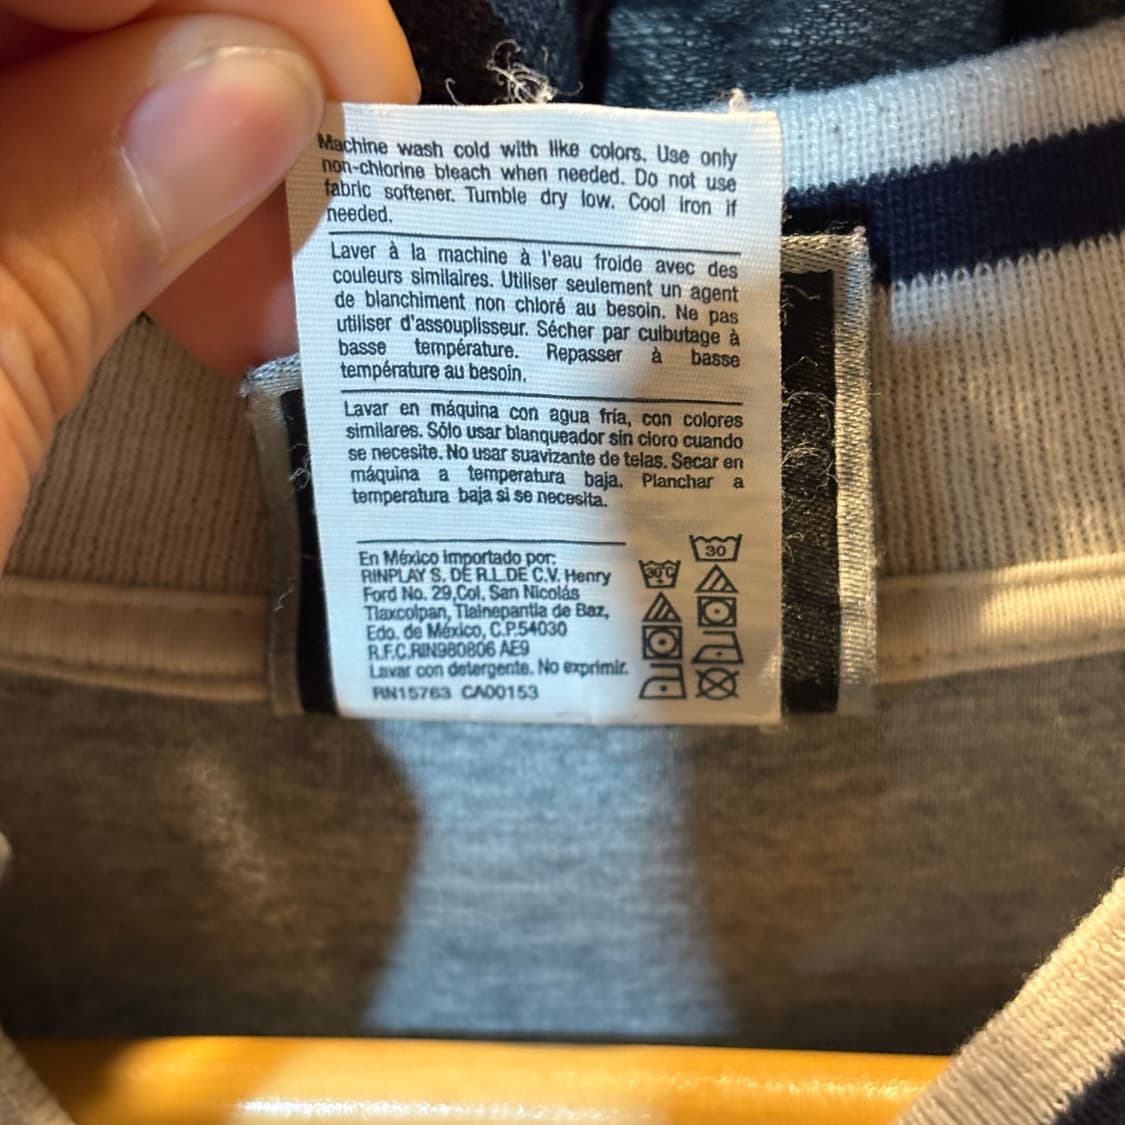 Machine wash cold with like colors. Use only
non-chlorine bleach when needed. Do not use
fabric softener. Tumble dry low. Cool iron if
needed.
Laver à la machine à l'eau froide avec des
couleurs similaires. Utiliser seulement un agent
de blanchiment non chloré au besoin. Ne pas
utiliser d'assouplisseur. Sécher par culbutage à
basse température. Repasser à basse
température au besoin.
Lavar en máquina con agua fría, con colores
similares. Sólo usar blanqueador sin cloro cuando
se necesite. No usar suavizante de telas. Secar en
máquina a temperatura baja. Planchar a
temperatura baja si se necesita.
En México importado por:
RINPLAY S. DE R.L.DE C.V. Henry
Ford No. 29,Col. San Nicolás
Tlaxcolpan, Tlalnepantla de Baz,
Edo. de México, C.P.54030
R.F.C.RIN980806 AE9
Lavar con detergente. No exprimir.
RN15763 CA00153
30
30°C